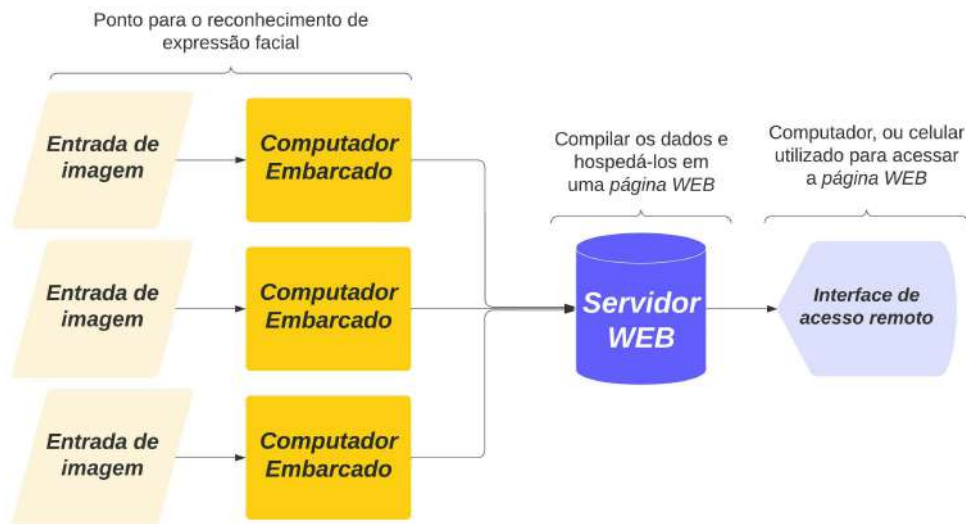 Ponto para o reconhecimento de
expressão facial
Entrada de
imagem
Computador
Embarcado
Entrada de
imagem
Computador
Embarcado
Entrada de
imagem
Computador
Embarcado
Compilar os dados e
hospedá-los em
uma página WEB
Servidor
WEB
Computador, ou celular
utilizado para acessar
a página WEB
Interface de
acesso remoto